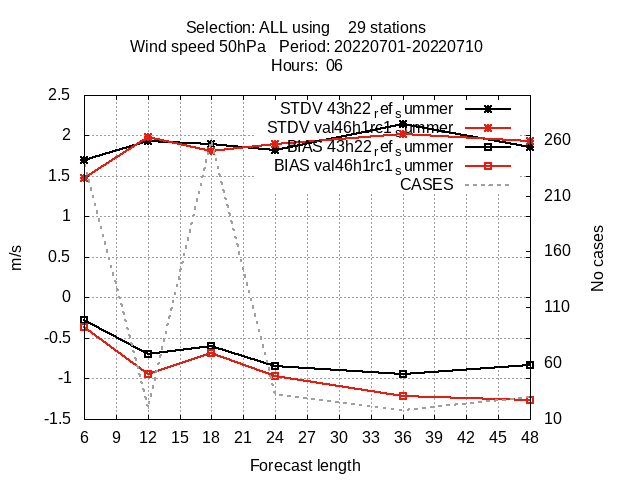 Selection: ALL using 29 stations
Wind speed 50hPa Period: 20220701-20220710
Hours: 06
STDV 43h22_ref_summer
STDV val46h1rc1_summer
BIAS 43h22_ref_summer
BIAS val46h1rc1_summer
CASES
2.5
2
1.5
1
0.5
0
-0.5
-1
-1.5
m/s
260
210
160
110
60
10
No cases
6 9 12 15 18 21 24 27 30 33 36 39 42 45 48
Forecast length